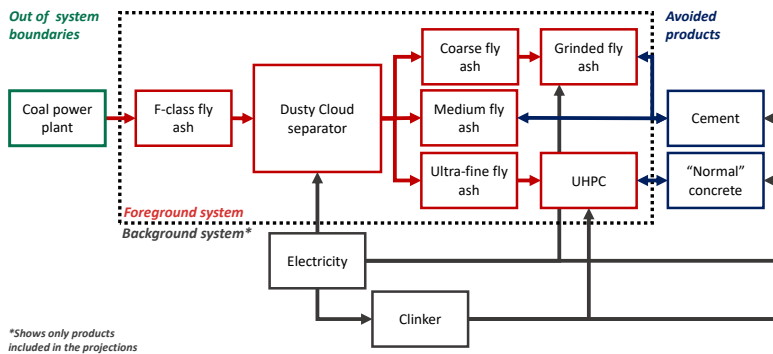 Out of system
boundaries
Avoided
products
Coal power
plant
F-class fly
ash
Dusty Cloud
separator
Coarse fly
ash
Grinded fly
ash
Medium fly
ash
Cement
Ultra-fine fly
ash
UHPC
“Normal”
concrete
Foreground system
Background system*
Electricity
Clinker
*Shows only products
included in the projections